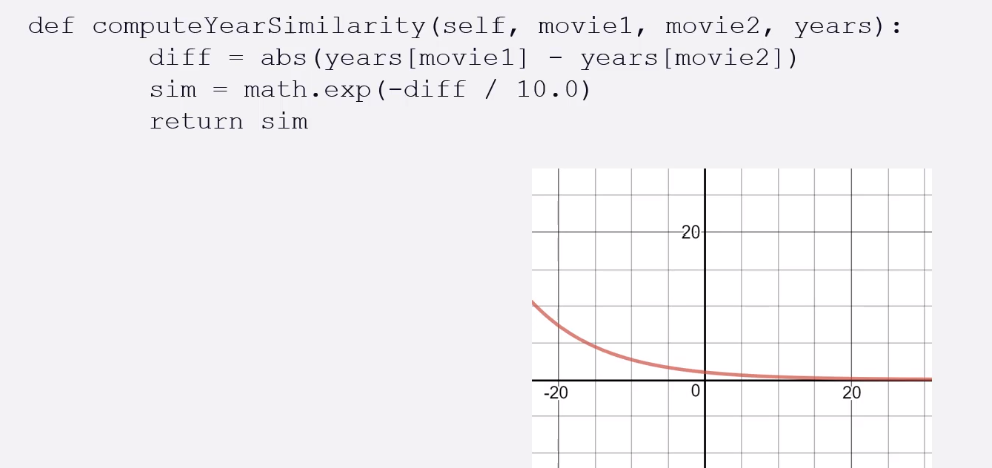 def computeYearSimilarity(self, movie1, movie2, years):
diff = abs(years[movie1] - years[movie2])
sim = math.exp(-diff / 10.0)
return sim
20
-20
0
20